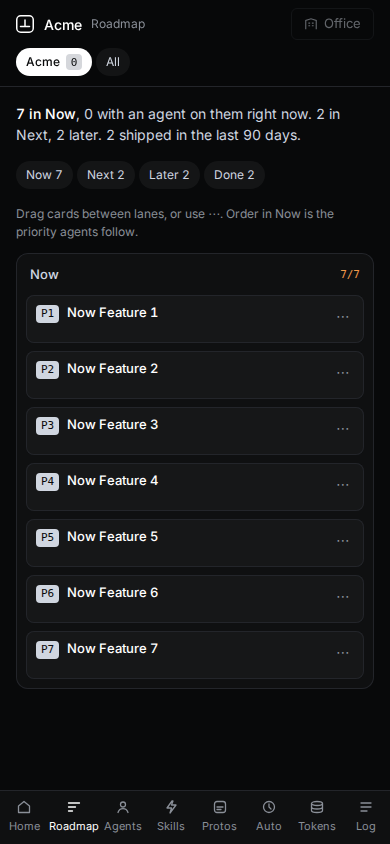 Acme Roadmap Office
Acme 0 All
7 in Now, 0 with an agent on them right now. 2 in
Next, 2 later. 2 shipped in the last 90 days.
Now 7 Next 2 Later 2 Done 2
Drag cards between lanes, or use ···. Order in Now is the
priority agents follow.
Now 7/7
P1 Now Feature 1 ...
P2 Now Feature 2 ...
P3 Now Feature 3 ...
P4 Now Feature 4 ...
P5 Now Feature 5 ...
P6 Now Feature 6 ...
P7 Now Feature 7 ...
Home Roadmap Agents Skills Protos Auto Tokens Log